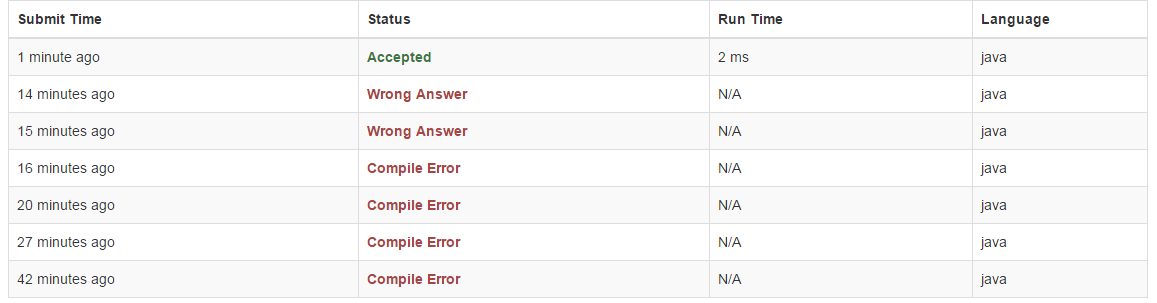 Submit Time Status Run Time Language
1 minute ago Accepted 2 ms java
14 minutes ago Wrong Answer N/A java
15 minutes ago Wrong Answer N/A java
16 minutes ago Compile Error N/A java
20 minutes ago Compile Error N/A java
27 minutes ago Compile Error N/A java
42 minutes ago Compile Error N/A java